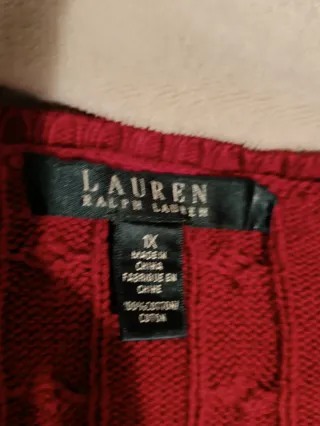 LAUREN
RALPH LAUREN
1X
MADE IN
CHINA
FABRIQUE EN
CHINE
100% COTTON/
COTON